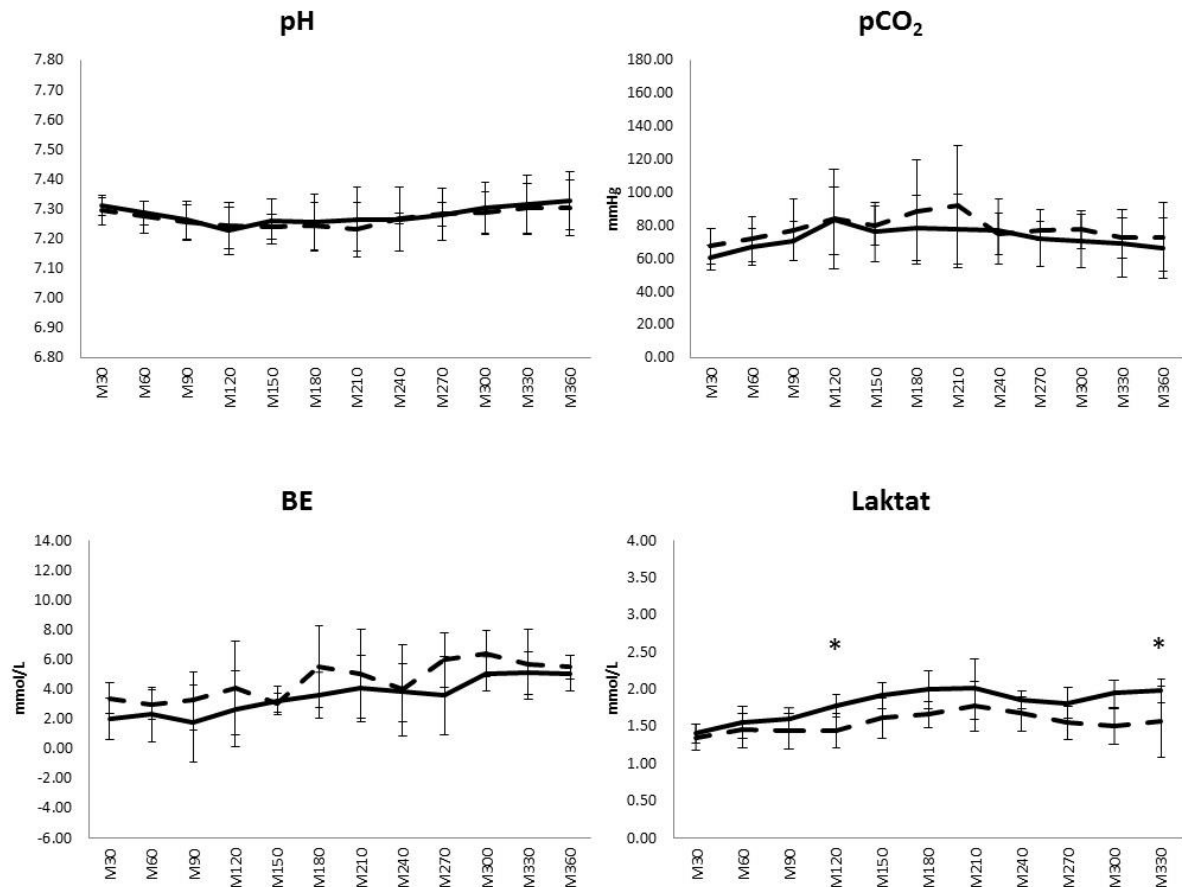 pH
7.80
7.70
7.60
7.50
7.40
7.30
7.20
7.10
7.00
6.90
6.80
M30
M60
M90
M120
M150
M180
M210
M240
M270
M300
M330
M360
pCO₂
mmHg
180.00
160.00
140.00
120.00
100.00
80.00
60.00
40.00
20.00
0.00
M30
M60
M90
M120
M150
M180
M210
M240
M270
M300
M330
M360
BE
mmol/L
14.00
12.00
10.00
8.00
6.00
4.00
2.00
0.00
-2.00
-4.00
-6.00
M30
M60
M90
M120
M150
M180
M210
M240
M270
M300
M330
M360
Laktat
mmol/L
4.00
3.50
3.00
2.50
2.00
1.50
1.00
0.50
0.00
*
*
M30
M60
M90
M120
M150
M180
M210
M240
M270
M300
M330